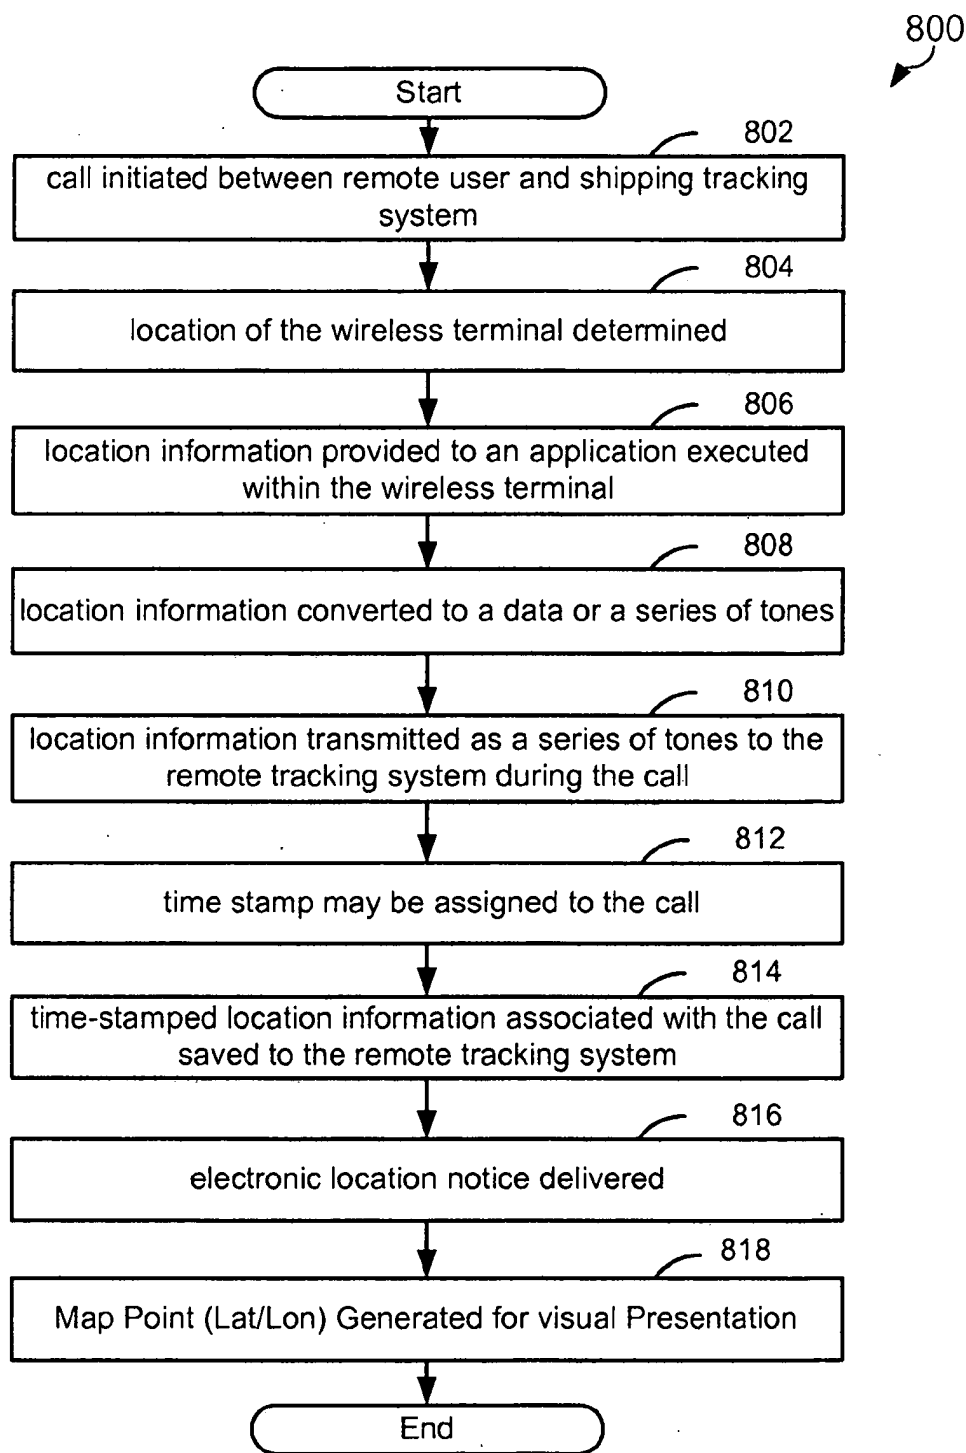 800
Start
802
call initiated between remote user and shipping tracking
system
804
location of the wireless terminal determined
806
location information provided to an application executed
within the wireless terminal
808
location information converted to a data or a series of tones
810
location information transmitted as a series of tones to the
remote tracking system during the call
812
time stamp may be assigned to the call
814
time-stamped location information associated with the call
saved to the remote tracking system
816
electronic location notice delivered
818
Map Point (Lat/Lon) Generated for visual Presentation
End